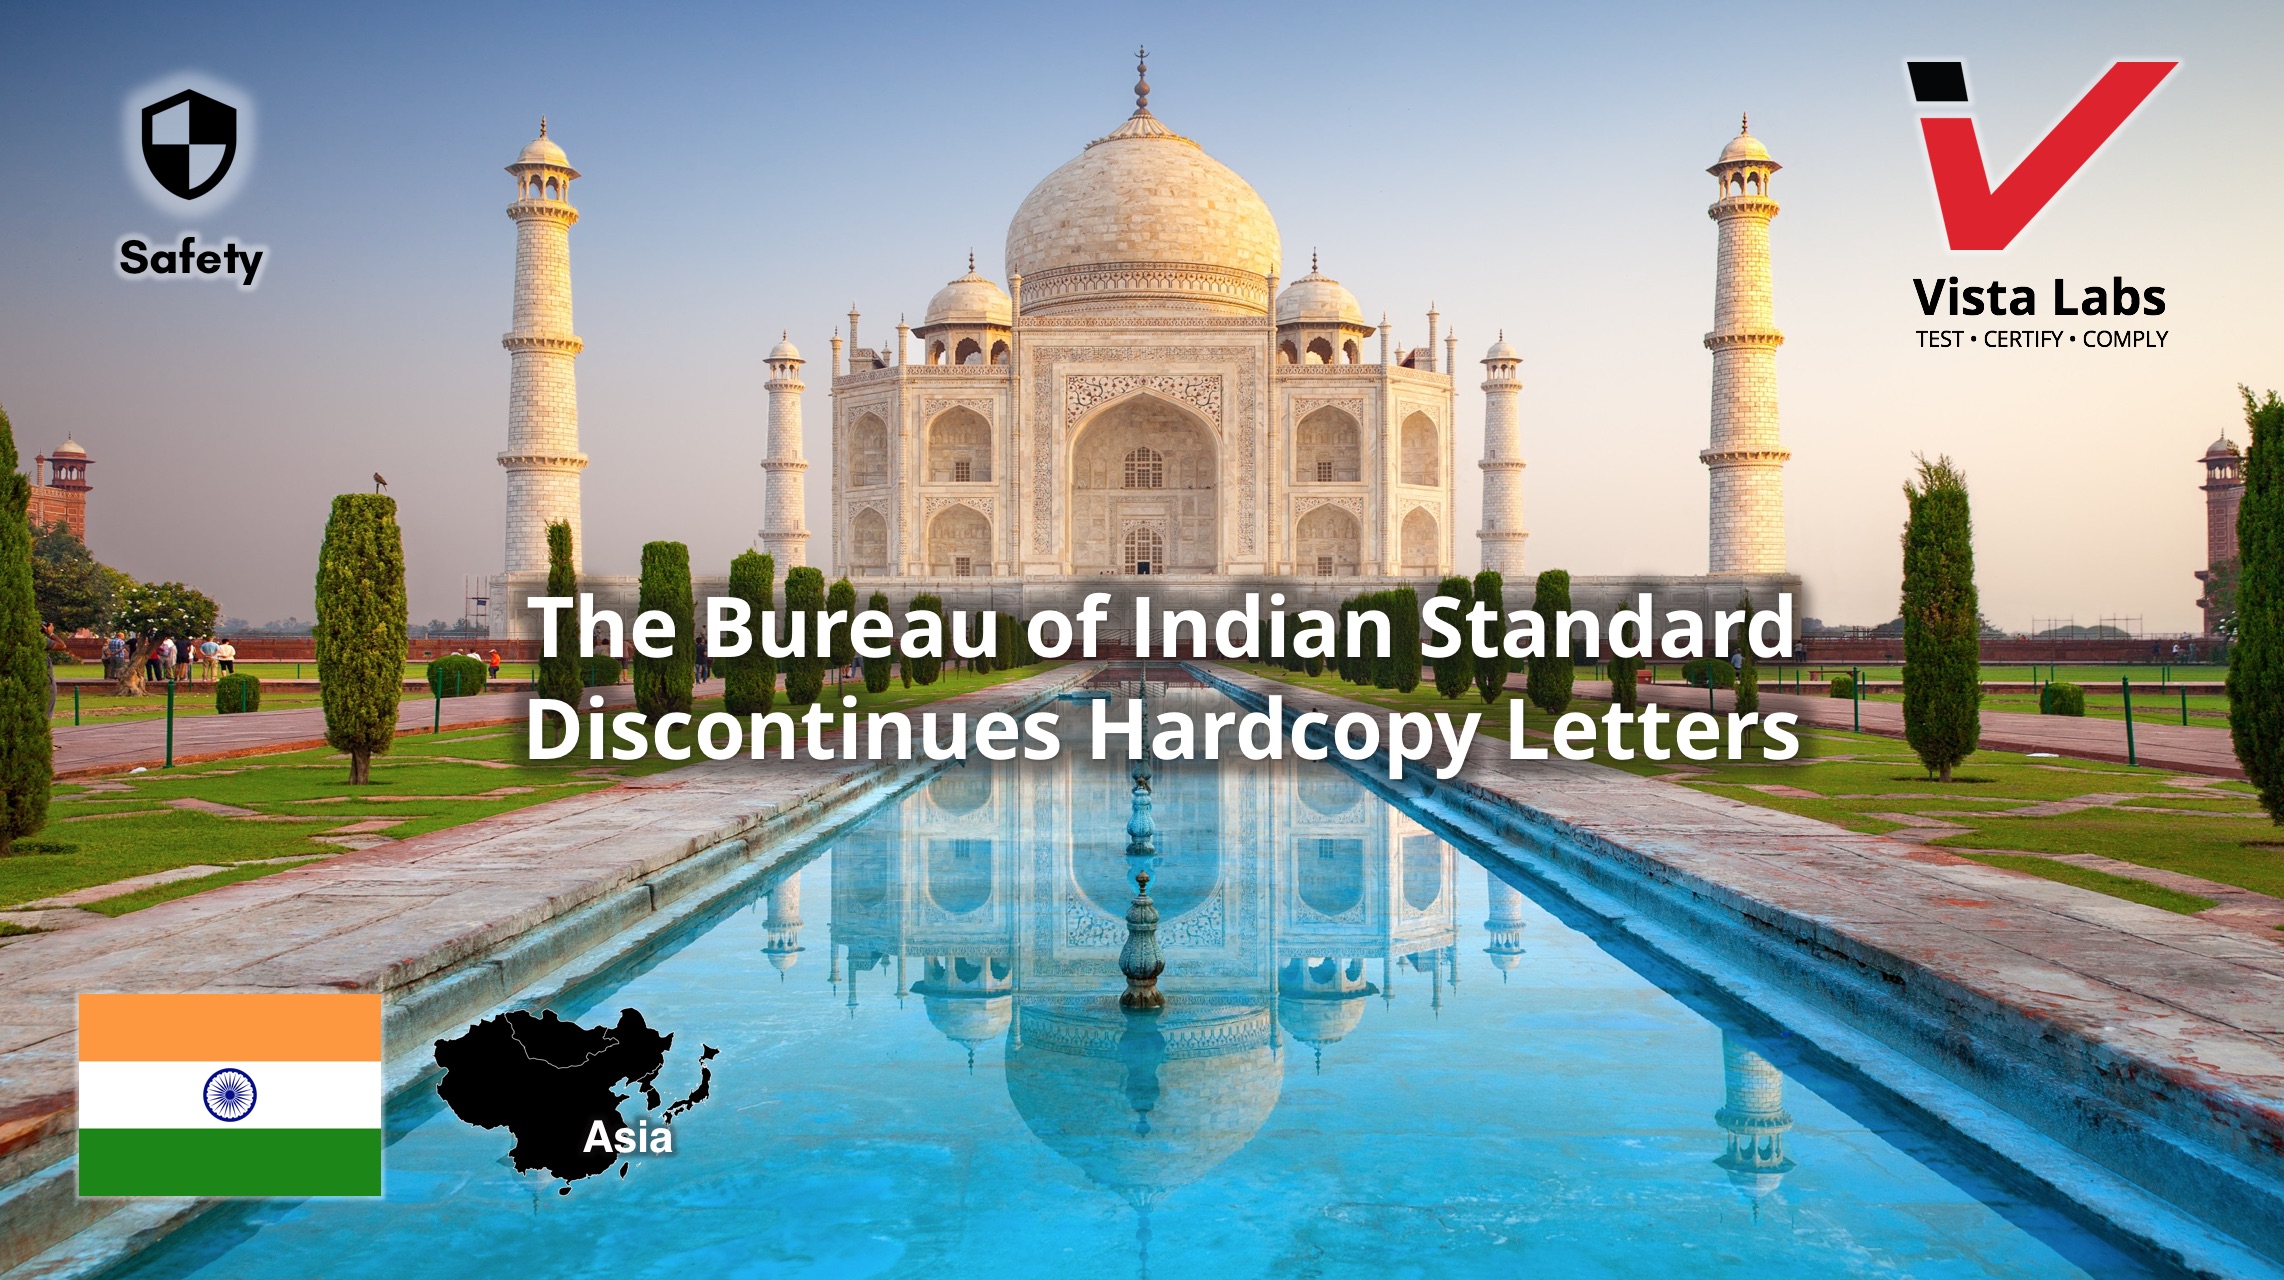 Safety
Vista Labs
TEST • CERTIFY • COMPLY
The Bureau of Indian Standard
Discontinues Hardcopy Letters
Asia